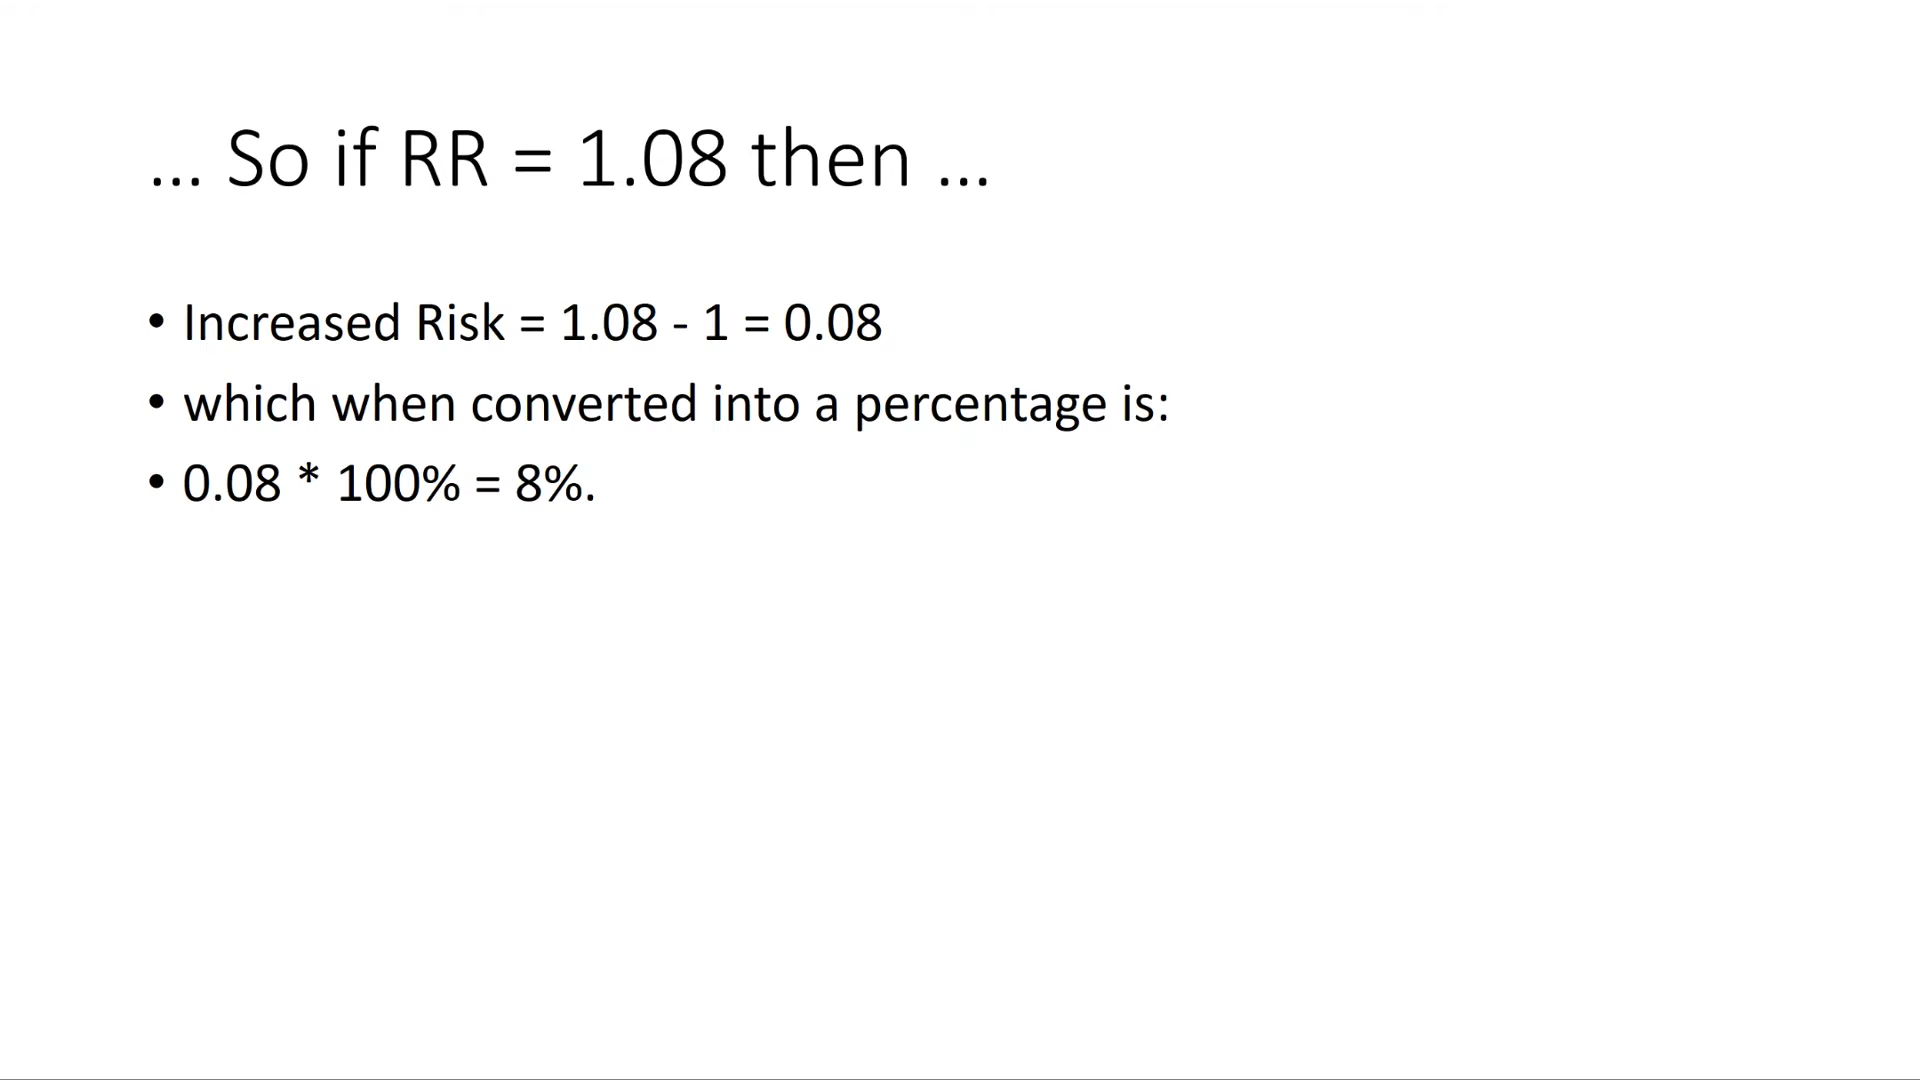 ... So if RR = 1.08 then ...
• Increased Risk = 1.08 - 1 = 0.08
• which when converted into a percentage is:
• 0.08 * 100% = 8%.